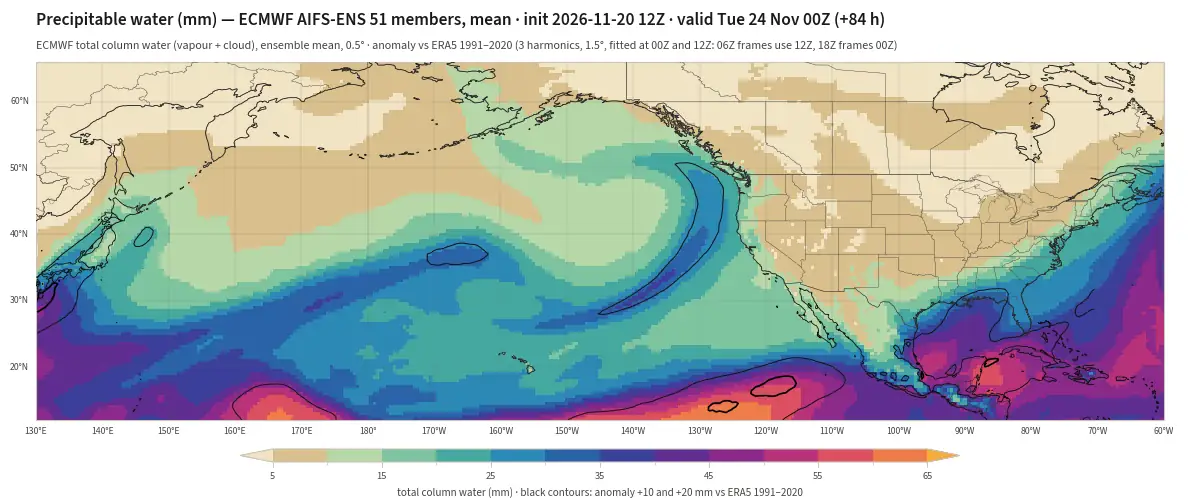 Precipitable water (mm) — ECMWF AIFS-ENS 51 members, mean · init 2026-11-20 12Z · valid Tue 24 Nov 00Z (+84 h)
ECMWF total column water (vapour + cloud), ensemble mean, 0.5° · anomaly vs ERA5 1991–2020 (3 harmonics, 1.5°, fitted at 00Z and 12Z: 06Z frames use 12Z, 18Z frames 00Z)
60°N
50°N
40°N
30°N
20°N
130°E 140°E 150°E 160°E 170°E 180° 170°W 160°W 150°W 140°W 130°W 120°W 110°W 100°W 90°W 80°W 70°W 60°W
5 15 25 35 45 55 65
total column water (mm) · black contours: anomaly +10 and +20 mm vs ERA5 1991–2020